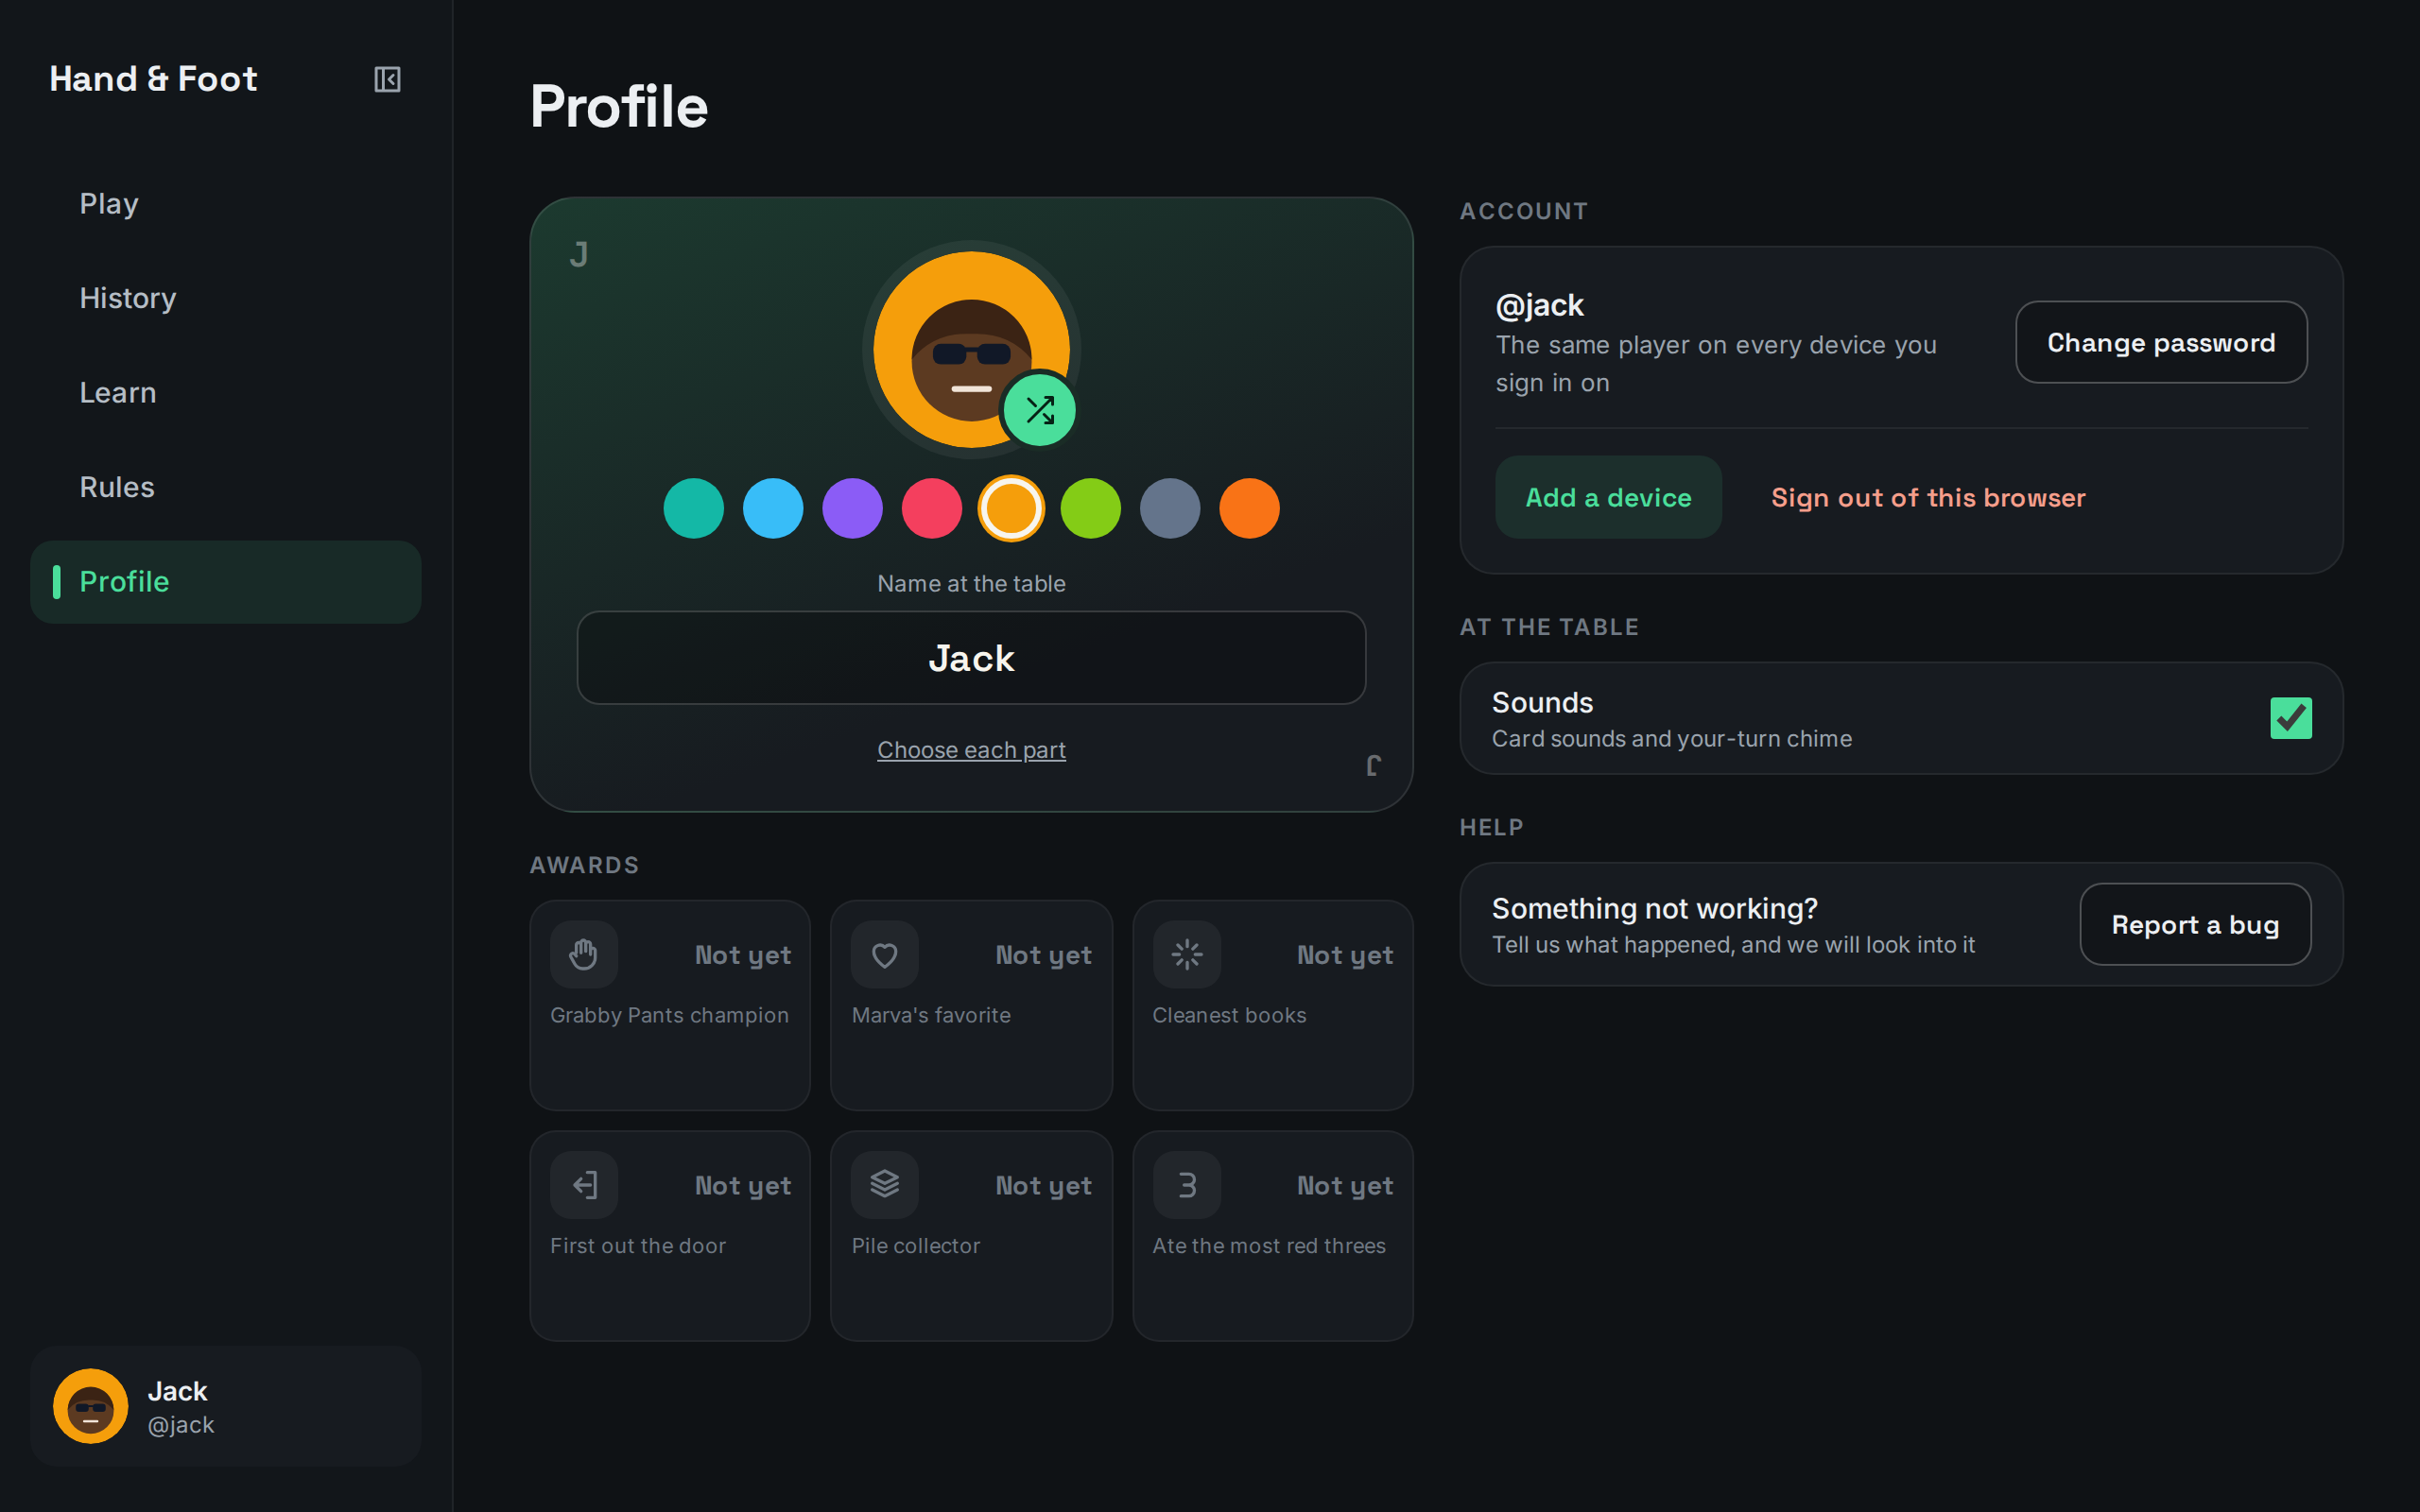 Hand & Foot
Play
History
Learn
Rules
Profile
Jack
@jack
Profile
J
Name at the table
Jack
Choose each part
J
AWARDS
Not yet
Grabby Pants champion
Not yet
Marva's favorite
Not yet
Cleanest books
Not yet
First out the door
Not yet
Pile collector
3
Not yet
Ate the most red threes
ACCOUNT
@jack
The same player on every device you
sign in on
Change password
Add a device
Sign out of this browser
AT THE TABLE
Sounds
Card sounds and your-turn chime
HELP
Something not working?
Tell us what happened, and we will look into it
Report a bug